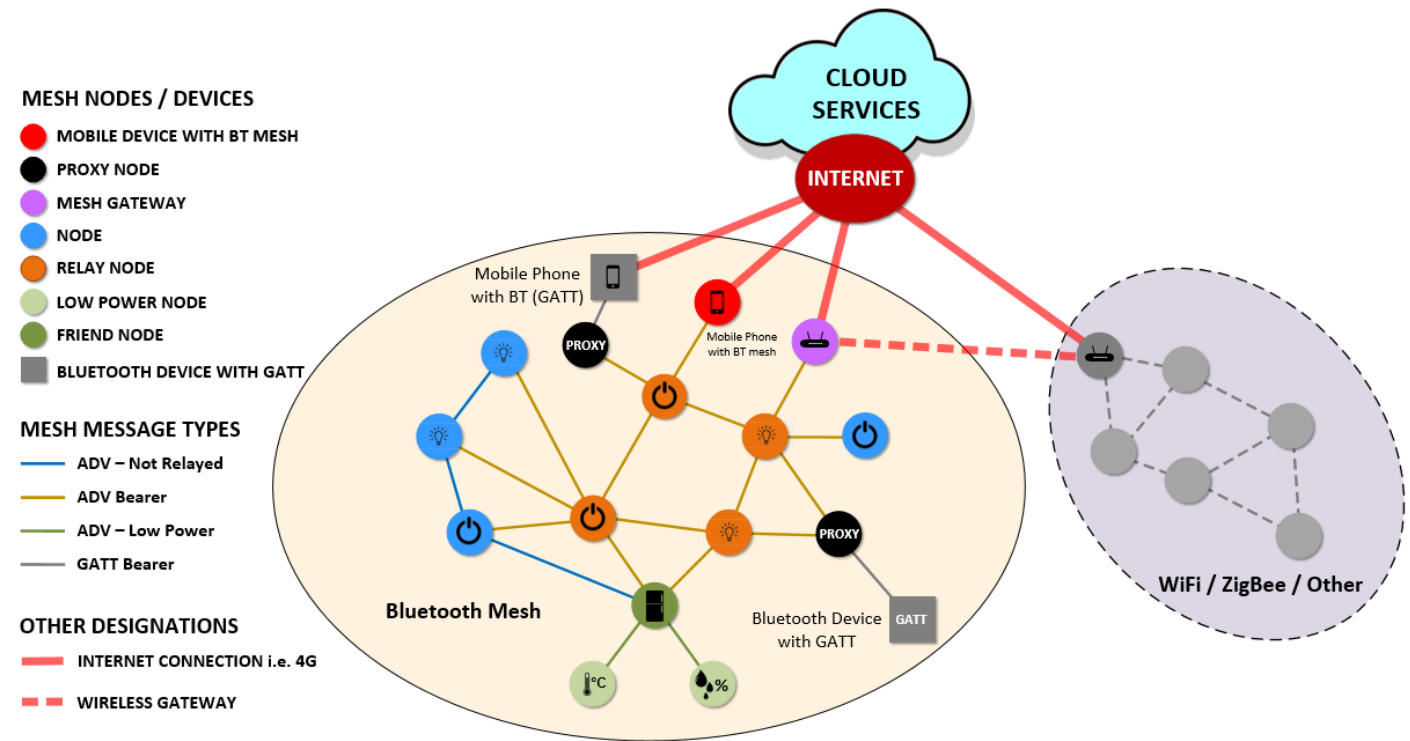 CLOUD
SERVICES
INTERNET
MESH NODES / DEVICES
MOBILE DEVICE WITH BT MESH
PROXY NODE
MESH GATEWAY
NODE
RELAY NODE
LOW POWER NODE
FRIEND NODE
BLUETOOTH DEVICE WITH GATT
MESH MESSAGE TYPES
ADV – Not Relayed
ADV Bearer
ADV – Low Power
GATT Bearer
OTHER DESIGNATIONS
INTERNET CONNECTION i.e. 4G
WIRELESS GATEWAY
Mobile Phone
with BT (GATT)
PROXY
Mobile Phone
with BT mesh
PROXY
Bluetooth Mesh
Bluetooth Device
with GATT
GATT
°C
%
WiFi / ZigBee / Other